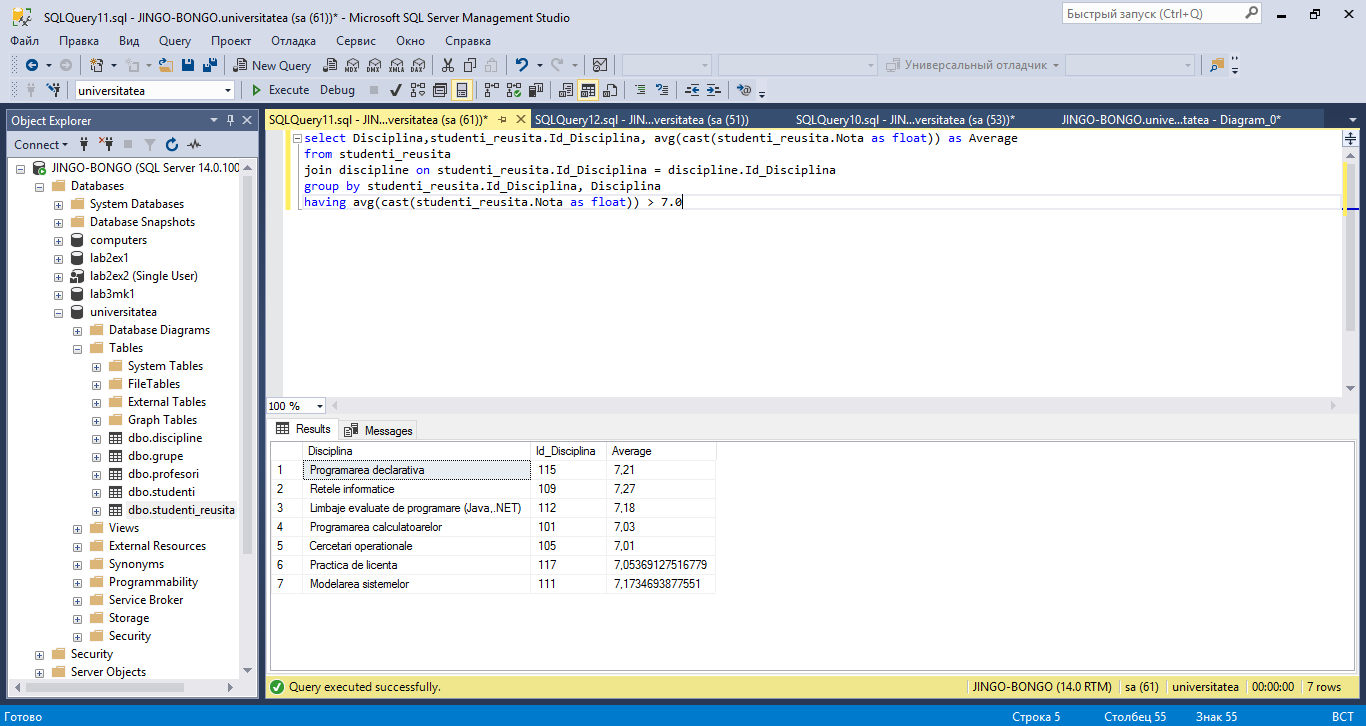 SQLQuery11.sql - JINGO-BONGO.universitatea (sa (61))* - Microsoft SQL Server Management Studio
Быстрый запуск (Ctrl+Q)
Файл Правка Вид Query Проект Отладка Сервис Окно Справка
New Query MDX DMX XMLA DAX
Универсальный отладчик
universitatea Execute Debug
Object Explorer
SQLQuery11.sql - JIN...versitatea (sa (61))* SQLQuery12.sql - JIN...versitatea (sa (51)) SQLQuery10.sql - JIN...versitatea (sa (53))* JINGO-BONGO.unive...tatea - Diagram_0*
Connect
JINGO-BONGO (SQL Server 14.0.100
Databases
System Databases
Database Snapshots
computers
lab2ex1
lab2ex2 (Single User)
lab3mk1
universitatea
Database Diagrams
Tables
System Tables
FileTables
External Tables
Graph Tables
dbo.discipline
dbo.grupe
dbo.profesori
dbo.studenti
dbo.studenti_reusita
Views
External Resources
Synonyms
Programmability
Service Broker
Storage
Security
Security
Server Objects
select Disciplina,studenti_reusita.Id_Disciplina, avg(cast(studenti_reusita.Nota as float)) as Average
from studenti_reusita
join discipline on studenti_reusita.Id_Disciplina = discipline.Id_Disciplina
group by studenti_reusita.Id_Disciplina, Disciplina
having avg(cast(studenti_reusita.Nota as float)) > 7.0
100 %
Results Messages
Disciplina Id_Disciplina Average
1 Programarea declarativa 115 7,21
2 Retele informatice 109 7,27
3 Limbaje evaluate de programare (Java,.NET) 112 7,18
4 Programarea calculatoarelor 101 7,03
5 Cercetari operationale 105 7,01
6 Practica de licenta 117 7,05369127516779
7 Modelarea sistemelor 111 7,1734693877551
Query executed successfully. JINGO-BONGO (14.0 RTM) sa (61) universitatea 00:00:00 7 rows
Готово Строка 5 Столбец 55 Знак 55 ВСТ